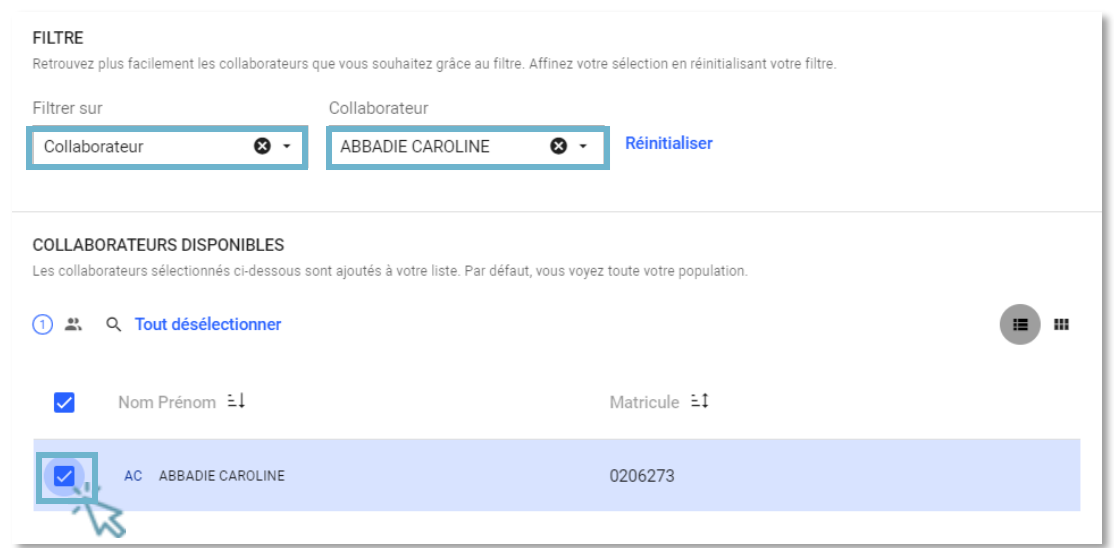 FILTRE
Retrouvez plus facilement les collaborateurs que vous souhaitez grâce au filtre. Affinez votre sélection en réinitialisant votre filtre.
Filtrer sur Collaborateur
Collaborateur ABBADIE CAROLINE Réinitialiser
COLLABORATEURS DISPONIBLES
Les collaborateurs sélectionnés ci-dessous sont ajoutés à votre liste. Par défaut, vous voyez toute votre population.
1 Tout désélectionner
Nom Prénom Matricule
AC ABBADIE CAROLINE 0206273